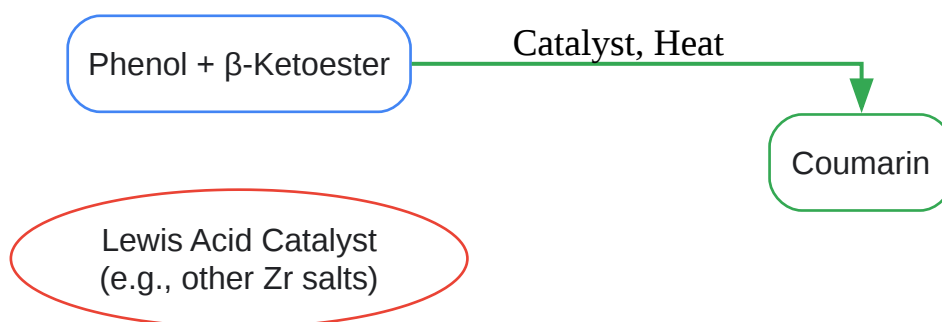 Catalyst, Heat
Phenol + β-Ketoester
Coumarin
Lewis Acid Catalyst
(e.g., other Zr salts)